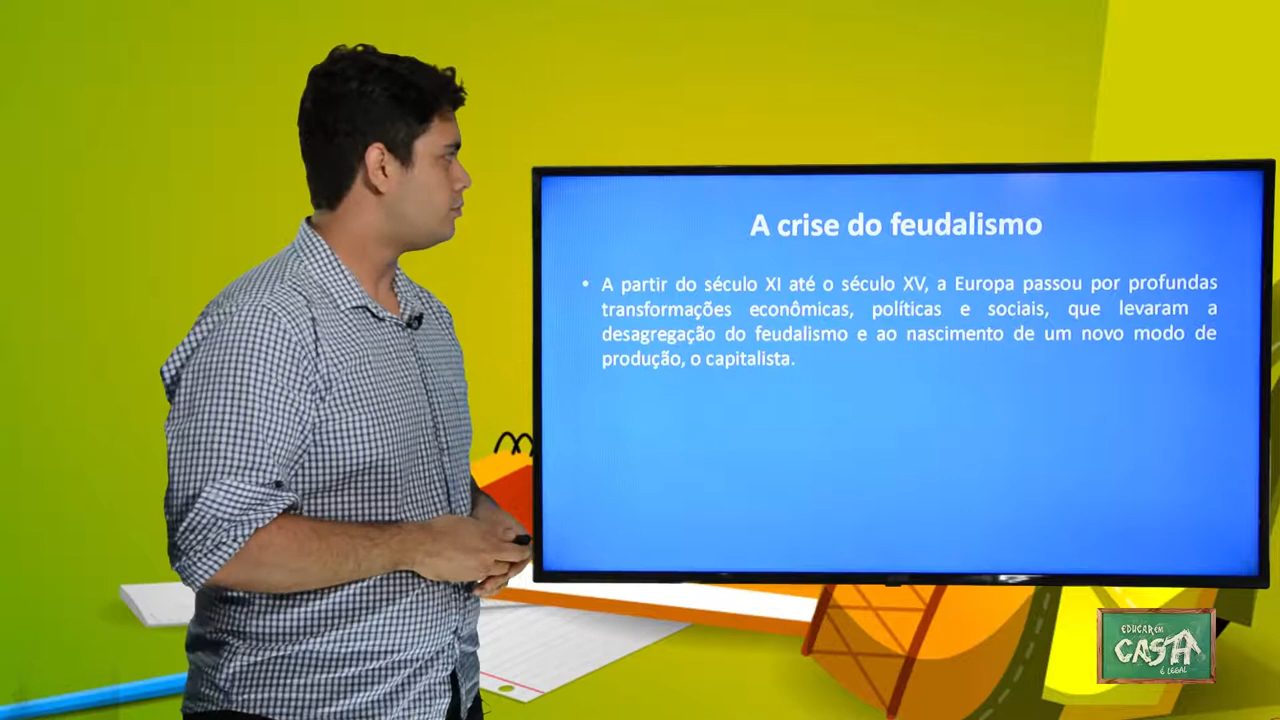 A crise do feudalismo
• A partir do século XI até o século XV, a Europa passou por profundas
transformações econômicas, políticas e sociais, que levaram a
desagregação do feudalismo e ao nascimento de um novo modo de
produção, o capitalista.
EDUCAR EM
CASA
É LEGAL